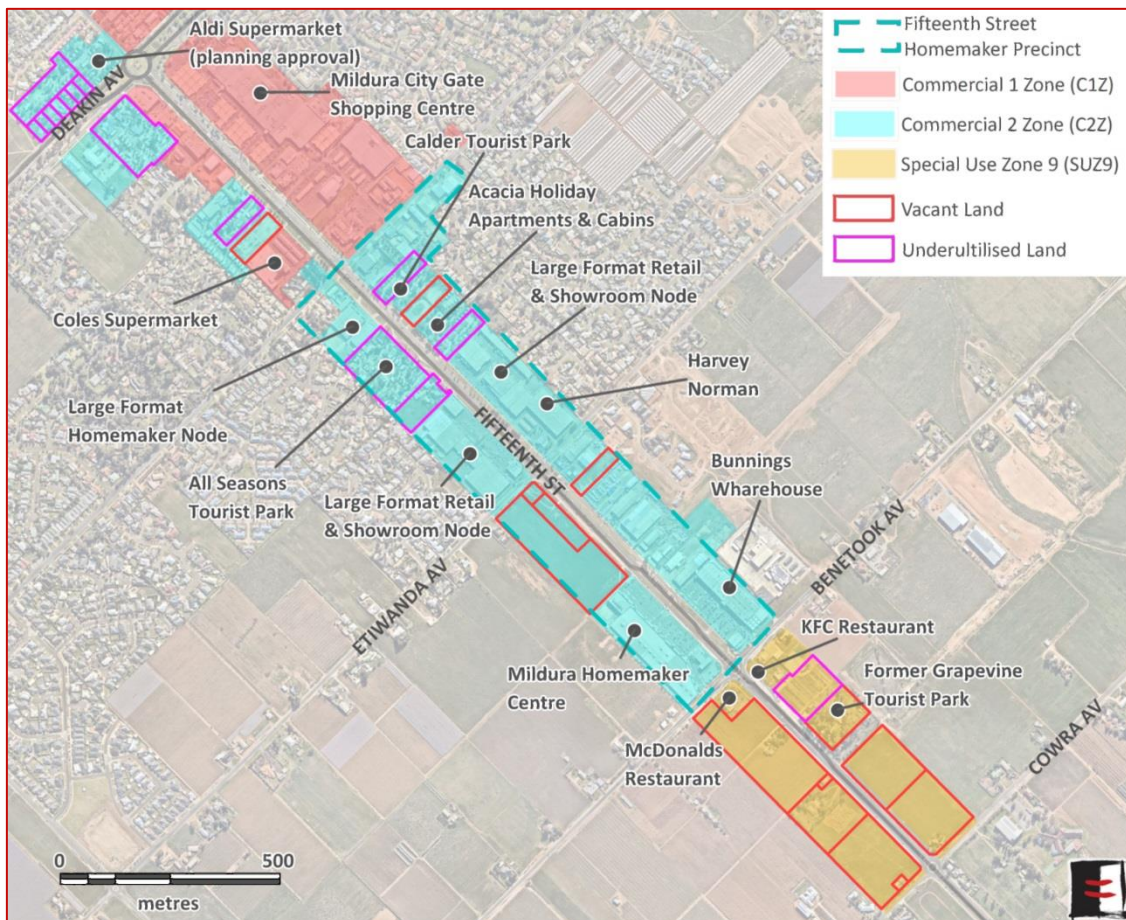 Aldi Supermarket
(planning approval)
Mildura City Gate
Shopping Centre
DEAKIN AV
Calder Tourist Park
Acacia Holiday
Apartments & Cabins
Large Format Retail
& Showroom Node
Coles Supermarket
Harvey
Norman
Large Format
Homemaker Node
FIFTEENTH ST
All Seasons
Tourist Park
Large Format Retail
& Showroom Node
Bunnings
Wharehouse
ETIWANDA AV
BENETOOK AV
KFC Restaurant
Mildura Homemaker
Centre
Former Grapevine
Tourist Park
McDonalds
Restaurant
COWRA AV
0 500
metres
Fifteenth Street
Homemaker Precinct
Commercial 1 Zone (C1Z)
Commercial 2 Zone (C2Z)
Special Use Zone 9 (SUZ9)
Vacant Land
Underultilised Land